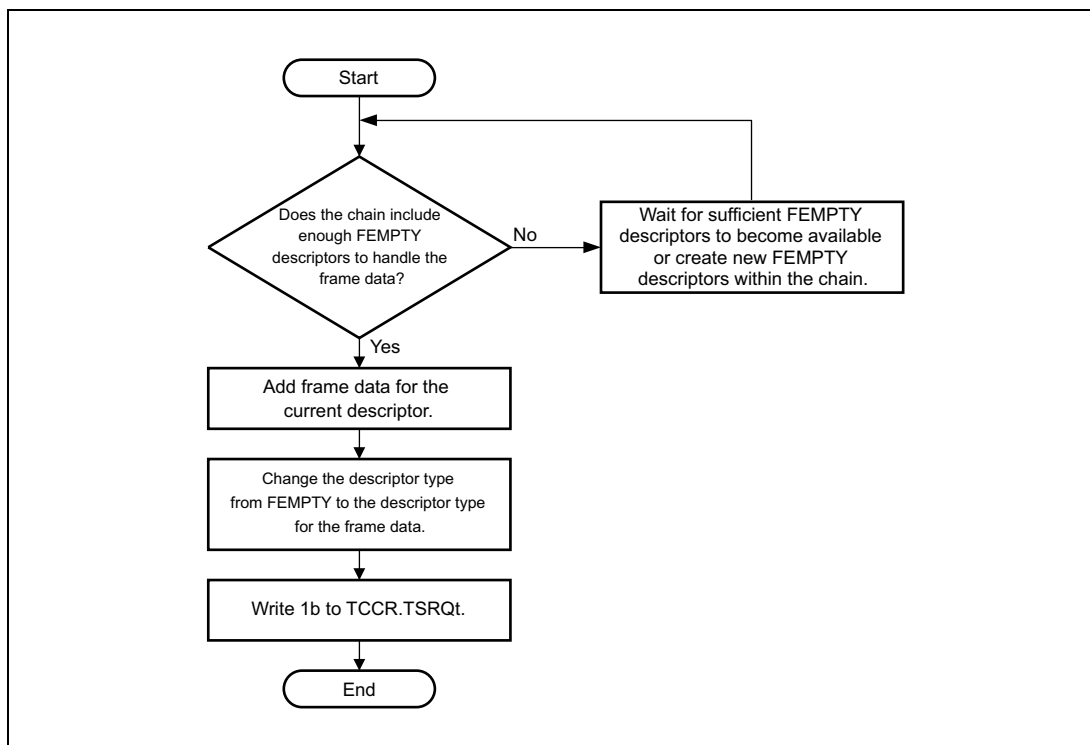 Start
Does the chain include
enough FEMPTY
descriptors to handle the
frame data?
No
Wait for sufficient FEMPTY
descriptors to become available
or create new FEMPTY
descriptors within the chain.
Yes
Add frame data for the
current descriptor.
Change the descriptor type
from FEMPTY to the descriptor type
for the frame data.
Write 1b to TCCR.TSRQt.
End